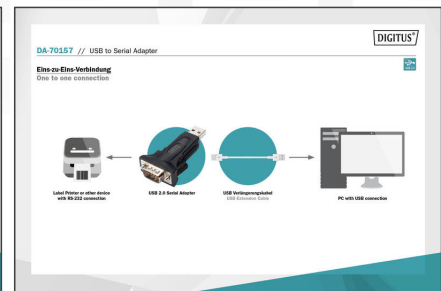 DIGITUS®
DA-70157 // USB to Serial Adapter
Eins-zu-Eins-Verbindung
One to one connection
Label Printer or other device
with RS-232 connection
USB 2.0 Serial Adapter
USB Verlängerungskabel
USB Extension Cable
PC with USB connection